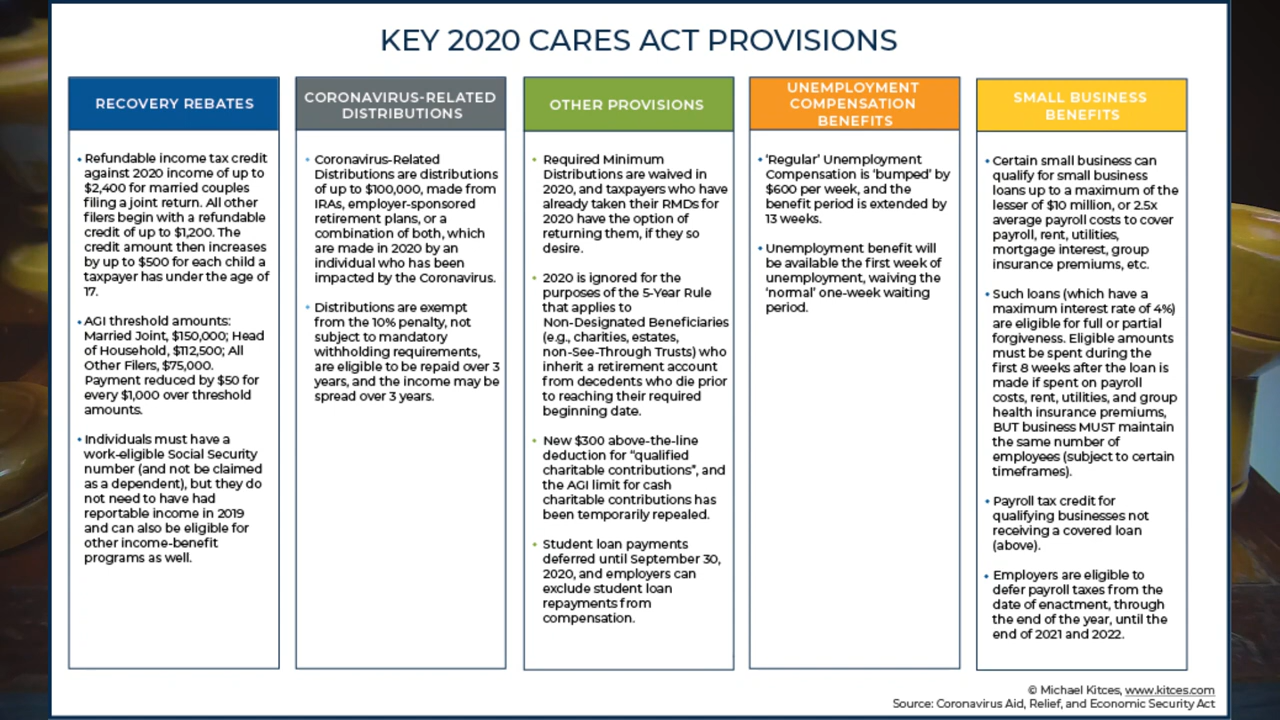 KEY 2020 CARES ACT PROVISIONS
RECOVERY REBATES
• Refundable income tax credit
against 2020 income of up to
$2,400 for married couples
filing a joint return. All other
filers begin with a refundable
credit of up to $1,200. The
credit amount then increases
by up to $500 for each child a
taxpayer has under the age of
17.
• AGI threshold amounts:
Married Joint, $150,000; Head
of Household, $112,500; All
Other Filers, $75,000.
Payment reduced by $50 for
every $1,000 over threshold
amounts.
• Individuals must have a
work-eligible Social Security
number (and not be claimed
as a dependent), but they do
not need to have had
reportable income in 2019
and can also be eligible for
other income-benefit
programs as well.
CORONAVIRUS-RELATED
DISTRIBUTIONS
• Coronavirus-Related
Distributions are distributions
of up to $100,000, made from
IRAs, employer-sponsored
retirement plans, or a
combination of both, which
are made in 2020 by an
individual who has been
impacted by the Coronavirus.
• Distributions are exempt
from the 10% penalty, not
subject to mandatory
withholding requirements,
are eligible to be repaid over 3
years, and the income may be
spread over 3 years.
OTHER PROVISIONS
• Required Minimum
Distributions are waived in
2020, and taxpayers who have
already taken their RMDs for
2020 have the option of
returning them, if they so
desire.
• 2020 is ignored for the
purposes of the 5-Year Rule
that applies to
Non-Designated Beneficiaries
(e.g., charities, estates,
non-See-Through Trusts) who
inherit a retirement account
from decedents who die prior
to reaching their required
beginning date.
• New $300 above-the-line
deduction for "qualified
charitable contributions", and
the AGI limit for cash
charitable contributions has
been temporarily repealed.
• Student loan payments
deferred until September 30,
2020, and employers can
exclude student loan
repayments from
compensation.
UNEMPLOYMENT
COMPENSATION
BENEFITS
• 'Regular' Unemployment
Compensation is 'bumped' by
$600 per week, and the
benefit period is extended by
13 weeks.
• Unemployment benefit will
be available the first week of
unemployment, waiving the
'normal' one-week waiting
period.
SMALL BUSINESS
BENEFITS
• Certain small business can
qualify for small business
loans up to a maximum of the
lesser of $10 million, or 2.5x
average payroll costs to cover
payroll, rent, utilities,
mortgage interest, group
insurance premiums, etc.
• Such loans (which have a
maximum interest rate of 4%)
are eligible for full or partial
forgiveness. Eligible amounts
must be spent during the
first 8 weeks after the loan is
made if spent on payroll
costs, rent, utilities, and group
health insurance premiums,
BUT business MUST maintain
the same number of
employees (subject to certain
timeframes).
• Payroll tax credit for
qualifying businesses not
receiving a covered loan
(above).
• Employers are eligible to
defer payroll taxes from the
date of enactment, through
the end of the year, until the
end of 2021 and 2022.
© Michael Kitces, www.kitces.com
Source: Coronavirus Aid, Relief, and Economic Security Act